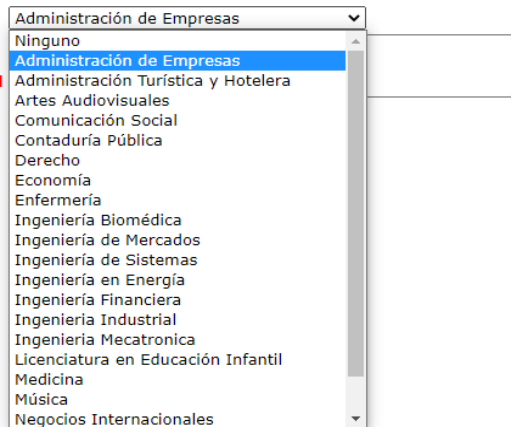 Administración de Empresas
Ninguno
Administración de Empresas
Administración Turística y Hotelera
Artes Audiovisuales
Comunicación Social
Contaduría Pública
Derecho
Economía
Enfermería
Ingeniería Biomédica
Ingeniería de Mercados
Ingeniería de Sistemas
Ingeniería en Energía
Ingeniería Financiera
Ingenieria Industrial
Ingenieria Mecatronica
Licenciatura en Educación Infantil
Medicina
Música
Negocios Internacionales